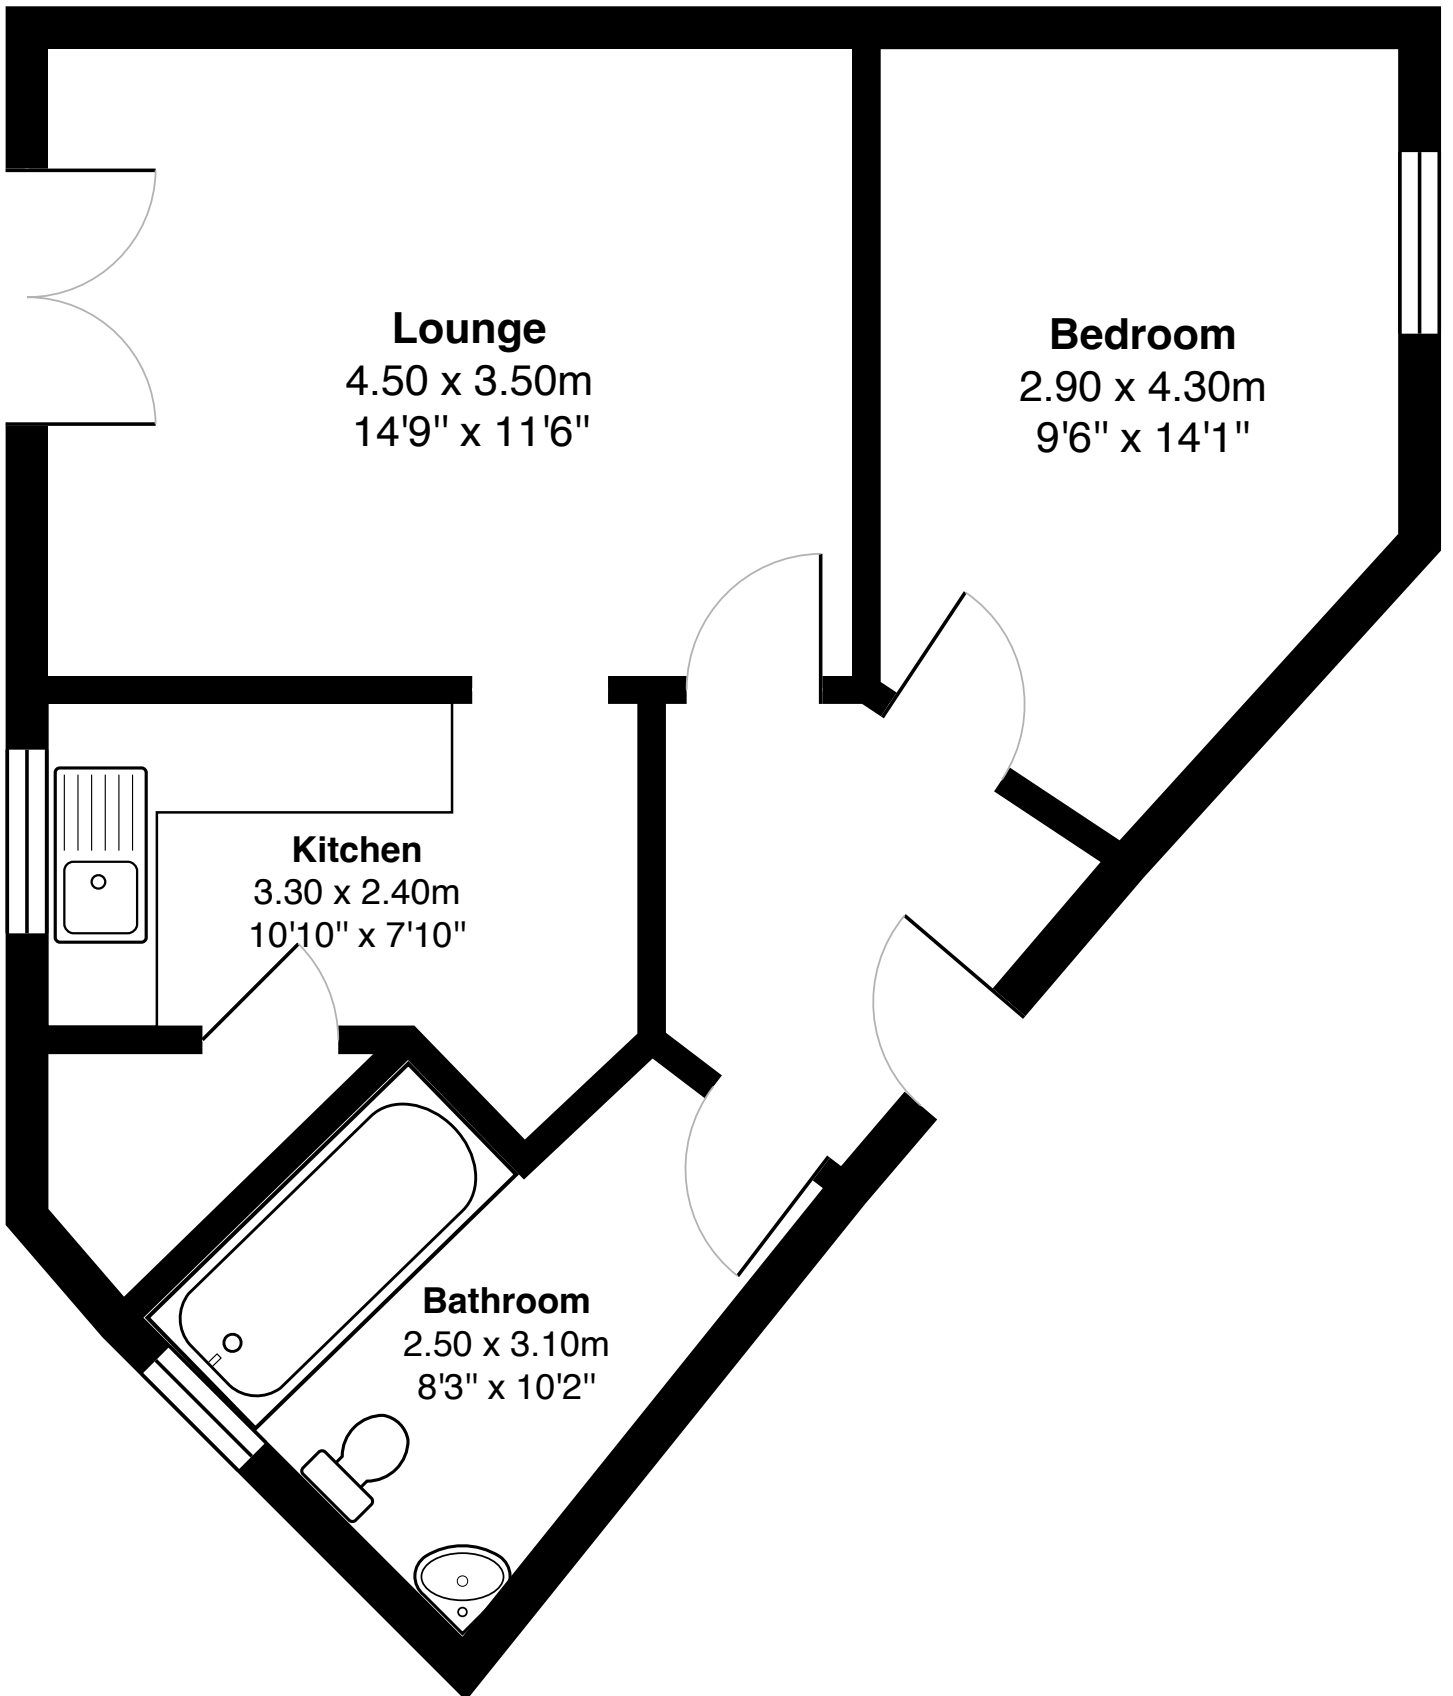 Lounge
4.50 x 3.50m
14'9" x 11'6"
Bedroom
2.90 x 4.30m
9'6" x 14'1"
Kitchen
3.30 x 2.40m
10'10" x 7'10"
Bathroom
2.50 x 3.10m
8'3" x 10'2"